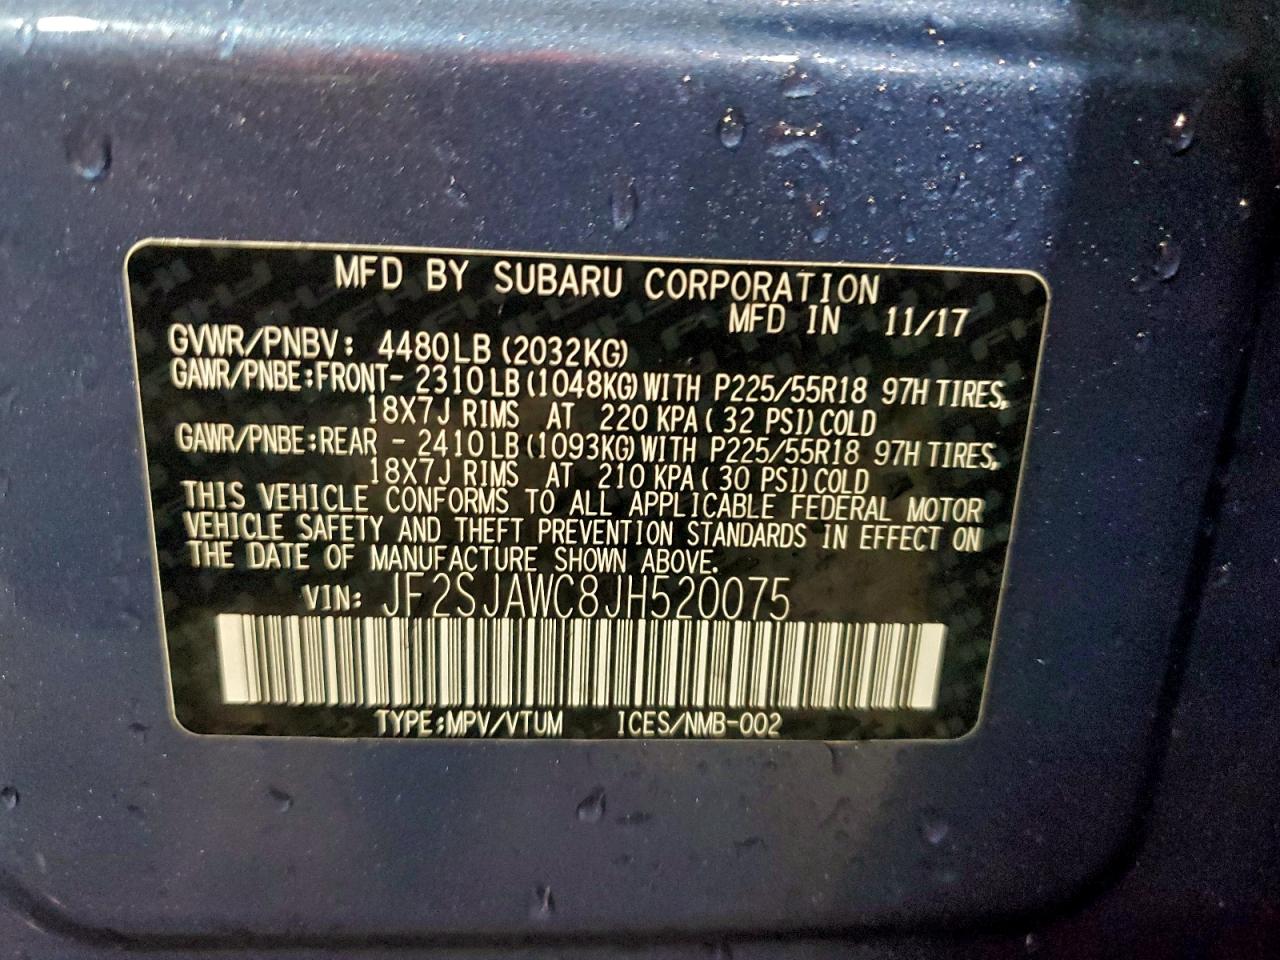 MFD BY SUBARU CORPORATION
MFD IN 11/17
GVWR/PNBV: 4480LB(2032KG)
GAWR/PNBE:FRONT- 2310LB(1048KG)WITH P225/55R18 97H TIRES,
18X7J RIMS AT 220 KPA( 32 PSI)COLD
GAWR/PNBE:REAR - 2410LB(1093KG)WITH P225/55R18 97H TIRES,
18X7J RIMS AT 210 KPA( 30 PSI)COLD
THIS VEHICLE CONFORMS TO ALL APPLICABLE FEDERAL MOTOR
VEHICLE SAFETY AND THEFT PREVENTION STANDARDS IN EFFECT ON
THE DATE OF MANUFACTURE SHOWN ABOVE.
VIN: JF2SJAWC8JH520075
TYPE:MPV/VTUM ICES/NMB-002